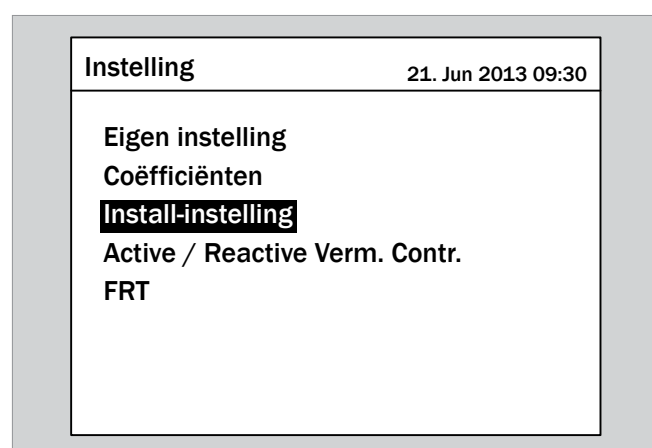 Instelling
21. Jun 2013 09:30
Eigen instelling
Coëfficiënten
Install-instelling
Active / Reactive Verm. Contr.
FRT